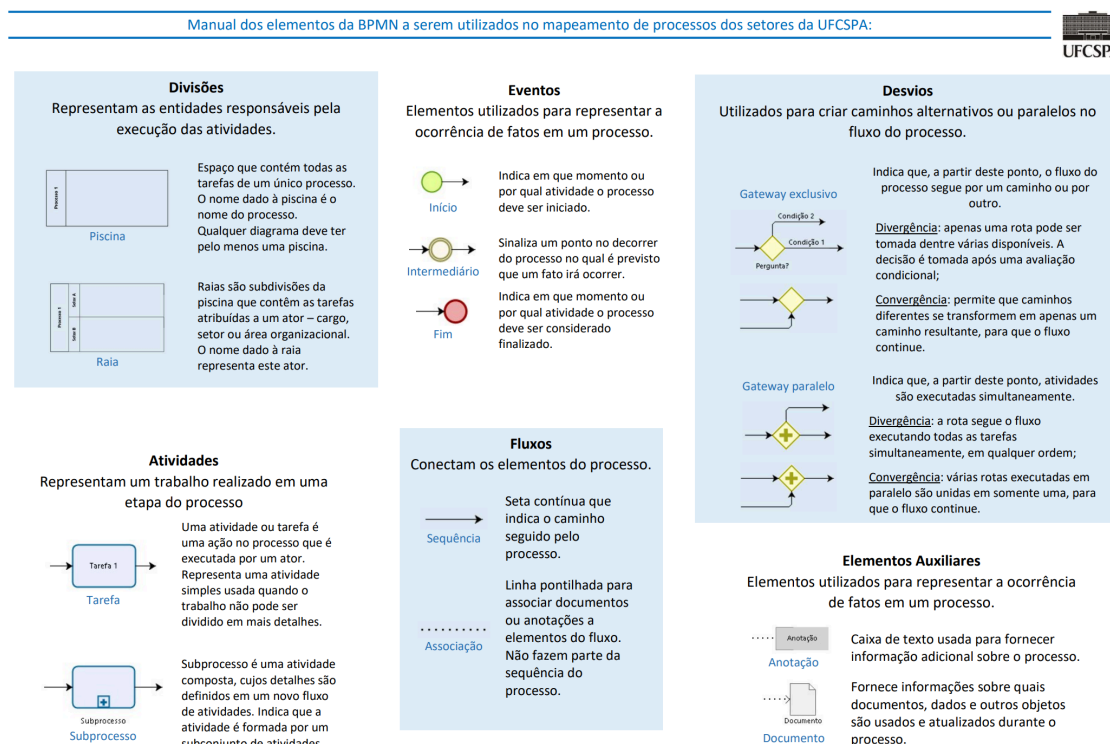 Manual dos elementos da BPMN a serem utilizados no mapeamento de processos dos setores da UFCSPA:
UFCSP
Divisões
Representam as entidades responsáveis pela
execução das atividades.
Processo 1
Piscina
Espaço que contém todas as
tarefas de um único processo.
O nome dado à piscina é o
nome do processo.
Qualquer diagrama deve ter
pelo menos uma piscina.
Processo 1
Setor A
Setor B
Raia
Raias são subdivisões da
piscina que contêm as tarefas
atribuídas a um ator – cargo,
setor ou área organizacional.
O nome dado à raia
representa este ator.
Eventos
Elementos utilizados para representar a
ocorrência de fatos em um processo.
Início
Indica em que momento ou
por qual atividade o processo
deve ser iniciado.
Intermediário
Sinaliza um ponto no decorrer
do processo no qual é previsto
que um fato irá ocorrer.
Fim
Indica em que momento ou
por qual atividade o processo
deve ser considerado
finalizado.
Desvios
Utilizados para criar caminhos alternativos ou paralelos no
fluxo do processo.
Gateway exclusivo
Condição 2
Condição 1
Pergunta?
Indica que, a partir deste ponto, o fluxo do
processo segue por um caminho ou por
outro.
Divergência: apenas uma rota pode ser
tomada dentre várias disponíveis. A
decisão é tomada após uma avaliação
condicional;
Convergência: permite que caminhos
diferentes se transformem em apenas um
caminho resultante, para que o fluxo
continue.
Gateway paralelo
Indica que, a partir deste ponto, atividades
são executadas simultaneamente.
Divergência: a rota segue o fluxo
executando todas as tarefas
simultaneamente, em qualquer ordem;
Convergência: várias rotas executadas em
paralelo são unidas em somente uma, para
que o fluxo continue.
Atividades
Representam um trabalho realizado em uma
etapa do processo
Tarefa 1
Tarefa
Uma atividade ou tarefa é
uma ação no processo que é
executada por um ator.
Representa uma atividade
simples usada quando o
trabalho não pode ser
dividido em mais detalhes.
Subprocesso
Subprocesso
Subprocesso é uma atividade
composta, cujos detalhes são
definidos em um novo fluxo
de atividades. Indica que a
atividade é formada por um
subconjunto de atividades.
Fluxos
Conectam os elementos do processo.
Sequência
Seta contínua que
indica o caminho
seguido pelo
processo.
Associação
Linha pontilhada para
associar documentos
ou anotações a
elementos do fluxo.
Não fazem parte da
sequência do
processo.
Elementos Auxiliares
Elementos utilizados para representar a ocorrência
de fatos em um processo.
Anotação
Anotação
Caixa de texto usada para fornecer
informação adicional sobre o processo.
Documento
Documento
Fornece informações sobre quais
documentos, dados e outros objetos
são usados e atualizados durante o
processo.